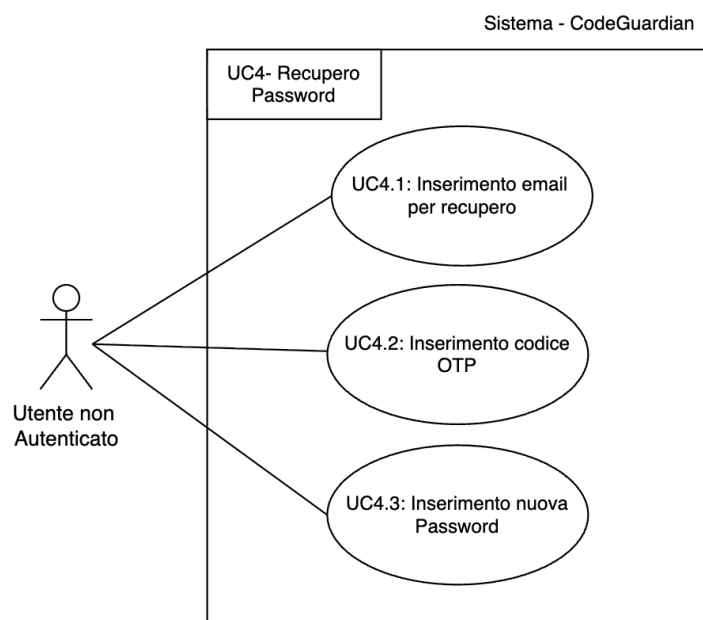 Sistema - CodeGuardian
UC4- Recupero
Password
UC4.1: Inserimento email
per recupero
UC4.2: Inserimento codice
OTP
Utente non
Autenticato
UC4.3: Inserimento nuova
Password